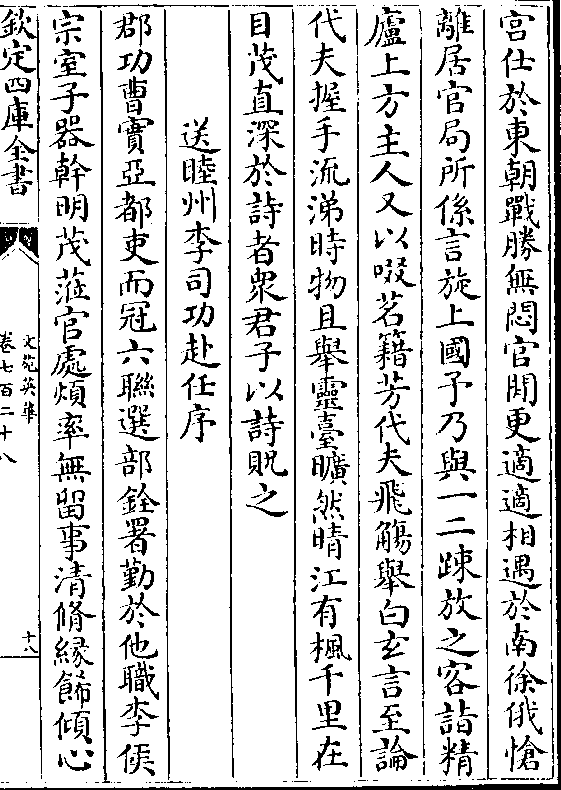 宫仕於東朝戰勝無悶官閒更適適相遇於南徐俄愴
離居官局所係言旋上國予乃與一二踈放之客詣精
廬上方主人又以啜茗籍芳代夫飛觴舉白玄言至論
代夫握手流涕時物且舉靈臺曠然晴江有楓千里在
目茂直深於詩者衆君子以詩貺之
送睦州李司功赴任序
郡功曹實亞都吏而冠六聯選部銓署勤於他職李侯
宗室子器幹明茂蒞官處煩率無留事清脩緣飾傾心
欽定四庫全書
文苑英華
卷七百二十八
十八